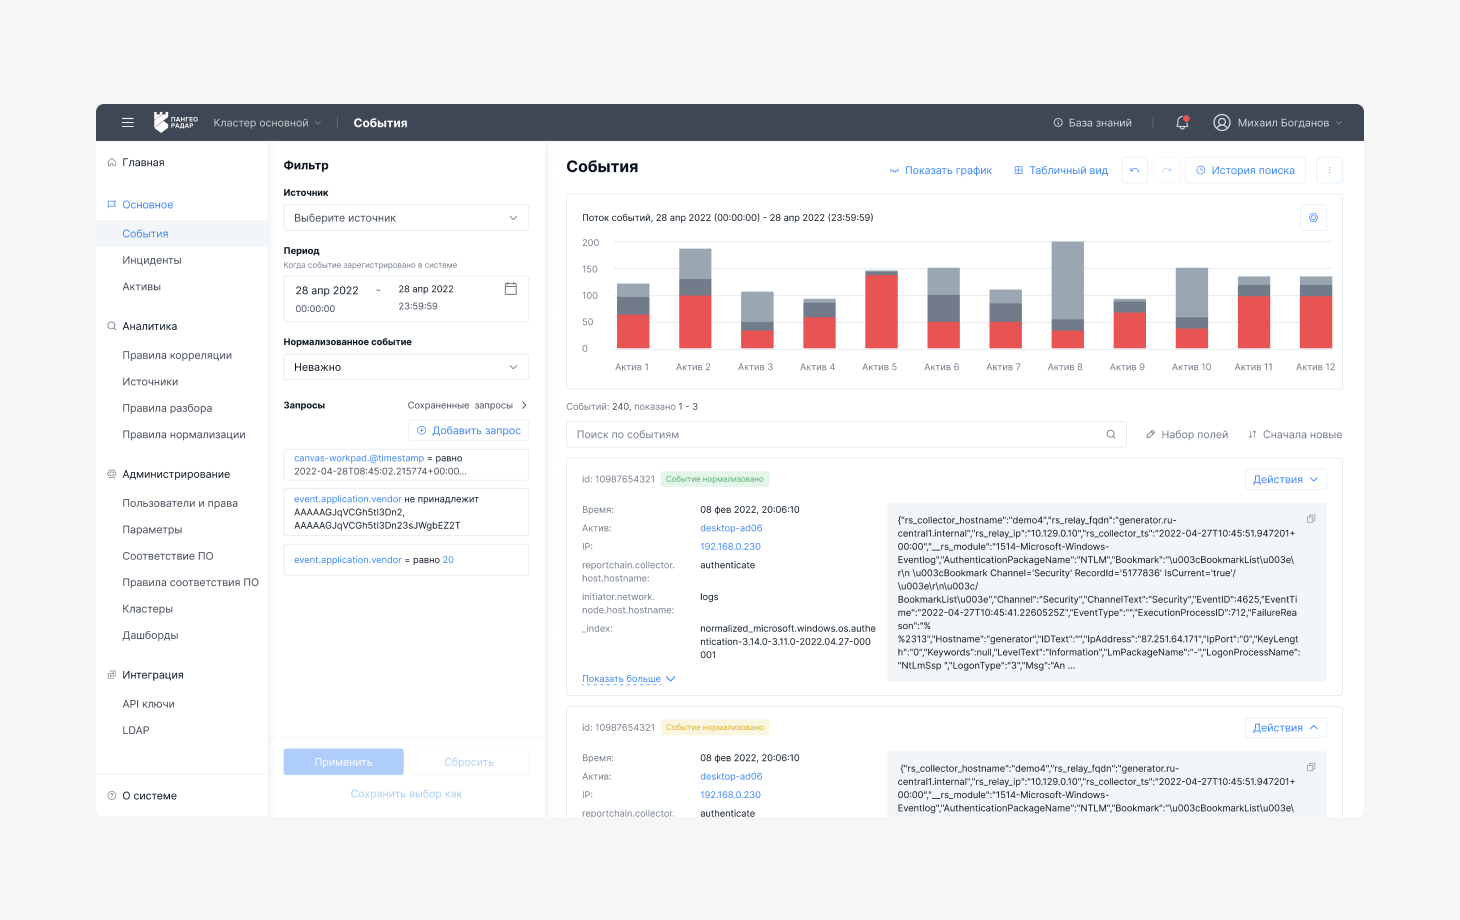 ПАНГЕО
РАДАР
Кластер основной
События
База знаний
Михаил Богданов
Главная
Основное
События
Инциденты
Активы
Аналитика
Правила корреляции
Источники
Правила разбора
Правила нормализации
Администрирование
Пользователи и права
Параметры
Соответствие ПО
Правила соответствия ПО
Кластеры
Дашборды
Интеграция
API ключи
LDAP
О системе
Фильтр
Источник
Выберите источник
Период
Когда событие зарегистрировано в системе
28 апр 2022 - 28 апр 2022
00:00:00 23:59:59
Нормализованное событие
Неважно
Запросы Сохраненные запросы
Добавить запрос
canvas-workpad.@timestamp = равно
2022-04-28T08:45:02.215774+00:00...
event.application.vendor не принадлежит
AAAAAGJqVCGh5tI3Dn2,
AAAAAGJqVCGh5tI3Dn23sJWgbEZ2T
event.application.vendor = равно 20
Применить Сбросить
Сохранить выбор как
События
Показать график Табличный вид История поиска
Поток событий, 28 апр 2022 (00:00:00) - 28 апр 2022 (23:59:59)
200
150
100
50
0
Актив 1 Актив 2 Актив 3 Актив 4 Актив 5 Актив 6 Актив 7 Актив 8 Актив 9 Актив 10 Актив 11 Актив 12
Событий: 240, показано 1 - 3
Поиск по событиям Набор полей Сначала новые
id: 10987654321 Событие нормализовано Действия
Время: 08 фев 2022, 20:06:10
Актив: desktop-ad06
IP: 192.168.0.230
reportchain.collector. authenticate
host.hostname:
initiator.network. logs
node.host.hostname:
_index: normalized_microsoft.windows.os.authe
ntication-3.14.0-3.11.0-2022.04.27-000
001
Показать больше
{"rs_collector_hostname":"demo4","rs_relay_fqdn":"generator.ru-
central1.internal","rs_relay_ip":"10.129.0.10","rs_collector_ts":"2022-04-27T10:45:51.947201+
00:00","__rs_module":"1514-Microsoft-Windows-
Eventlog","AuthenticationPackageName":"NTLM","Bookmark":"\u003cBookmarkList\u003e\
r\n \u003cBookmark Channel='Security' RecordId='5177836' IsCurrent='true'/
\u003e\r\n\u003c/
BookmarkList\u003e","Channel":"Security","ChannelText":"Security","EventID":4625,"EventTi
me":"2022-04-27T10:45:41.2260525Z","EventType":"","ExecutionProcessID":712,"FailureRea
son":"%
%2313","Hostname":"generator","IDText":"","IpAddress":"87.251.64.171","IpPort":"0","KeyLengt
h":"0","Keywords":null,"LevelText":"Information","LmPackageName":"-","LogonProcessName":
"NtLmSsp ","LogonType":"3","Msg":"An ...
id: 10987654321 Событие нормализовано Действия
Время: 08 фев 2022, 20:06:10
Актив: desktop-ad06
IP: 192.168.0.230
reportchain.collector. authenticate
{"rs_collector_hostname":"demo4","rs_relay_fqdn":"generator.ru-
central1.internal","rs_relay_ip":"10.129.0.10","rs_collector_ts":"2022-04-27T10:45:51.947201+
00:00","__rs_module":"1514-Microsoft-Windows-
Eventlog","AuthenticationPackageName":"NTLM","Bookmark":"\u003cBookmarkList\u003e\